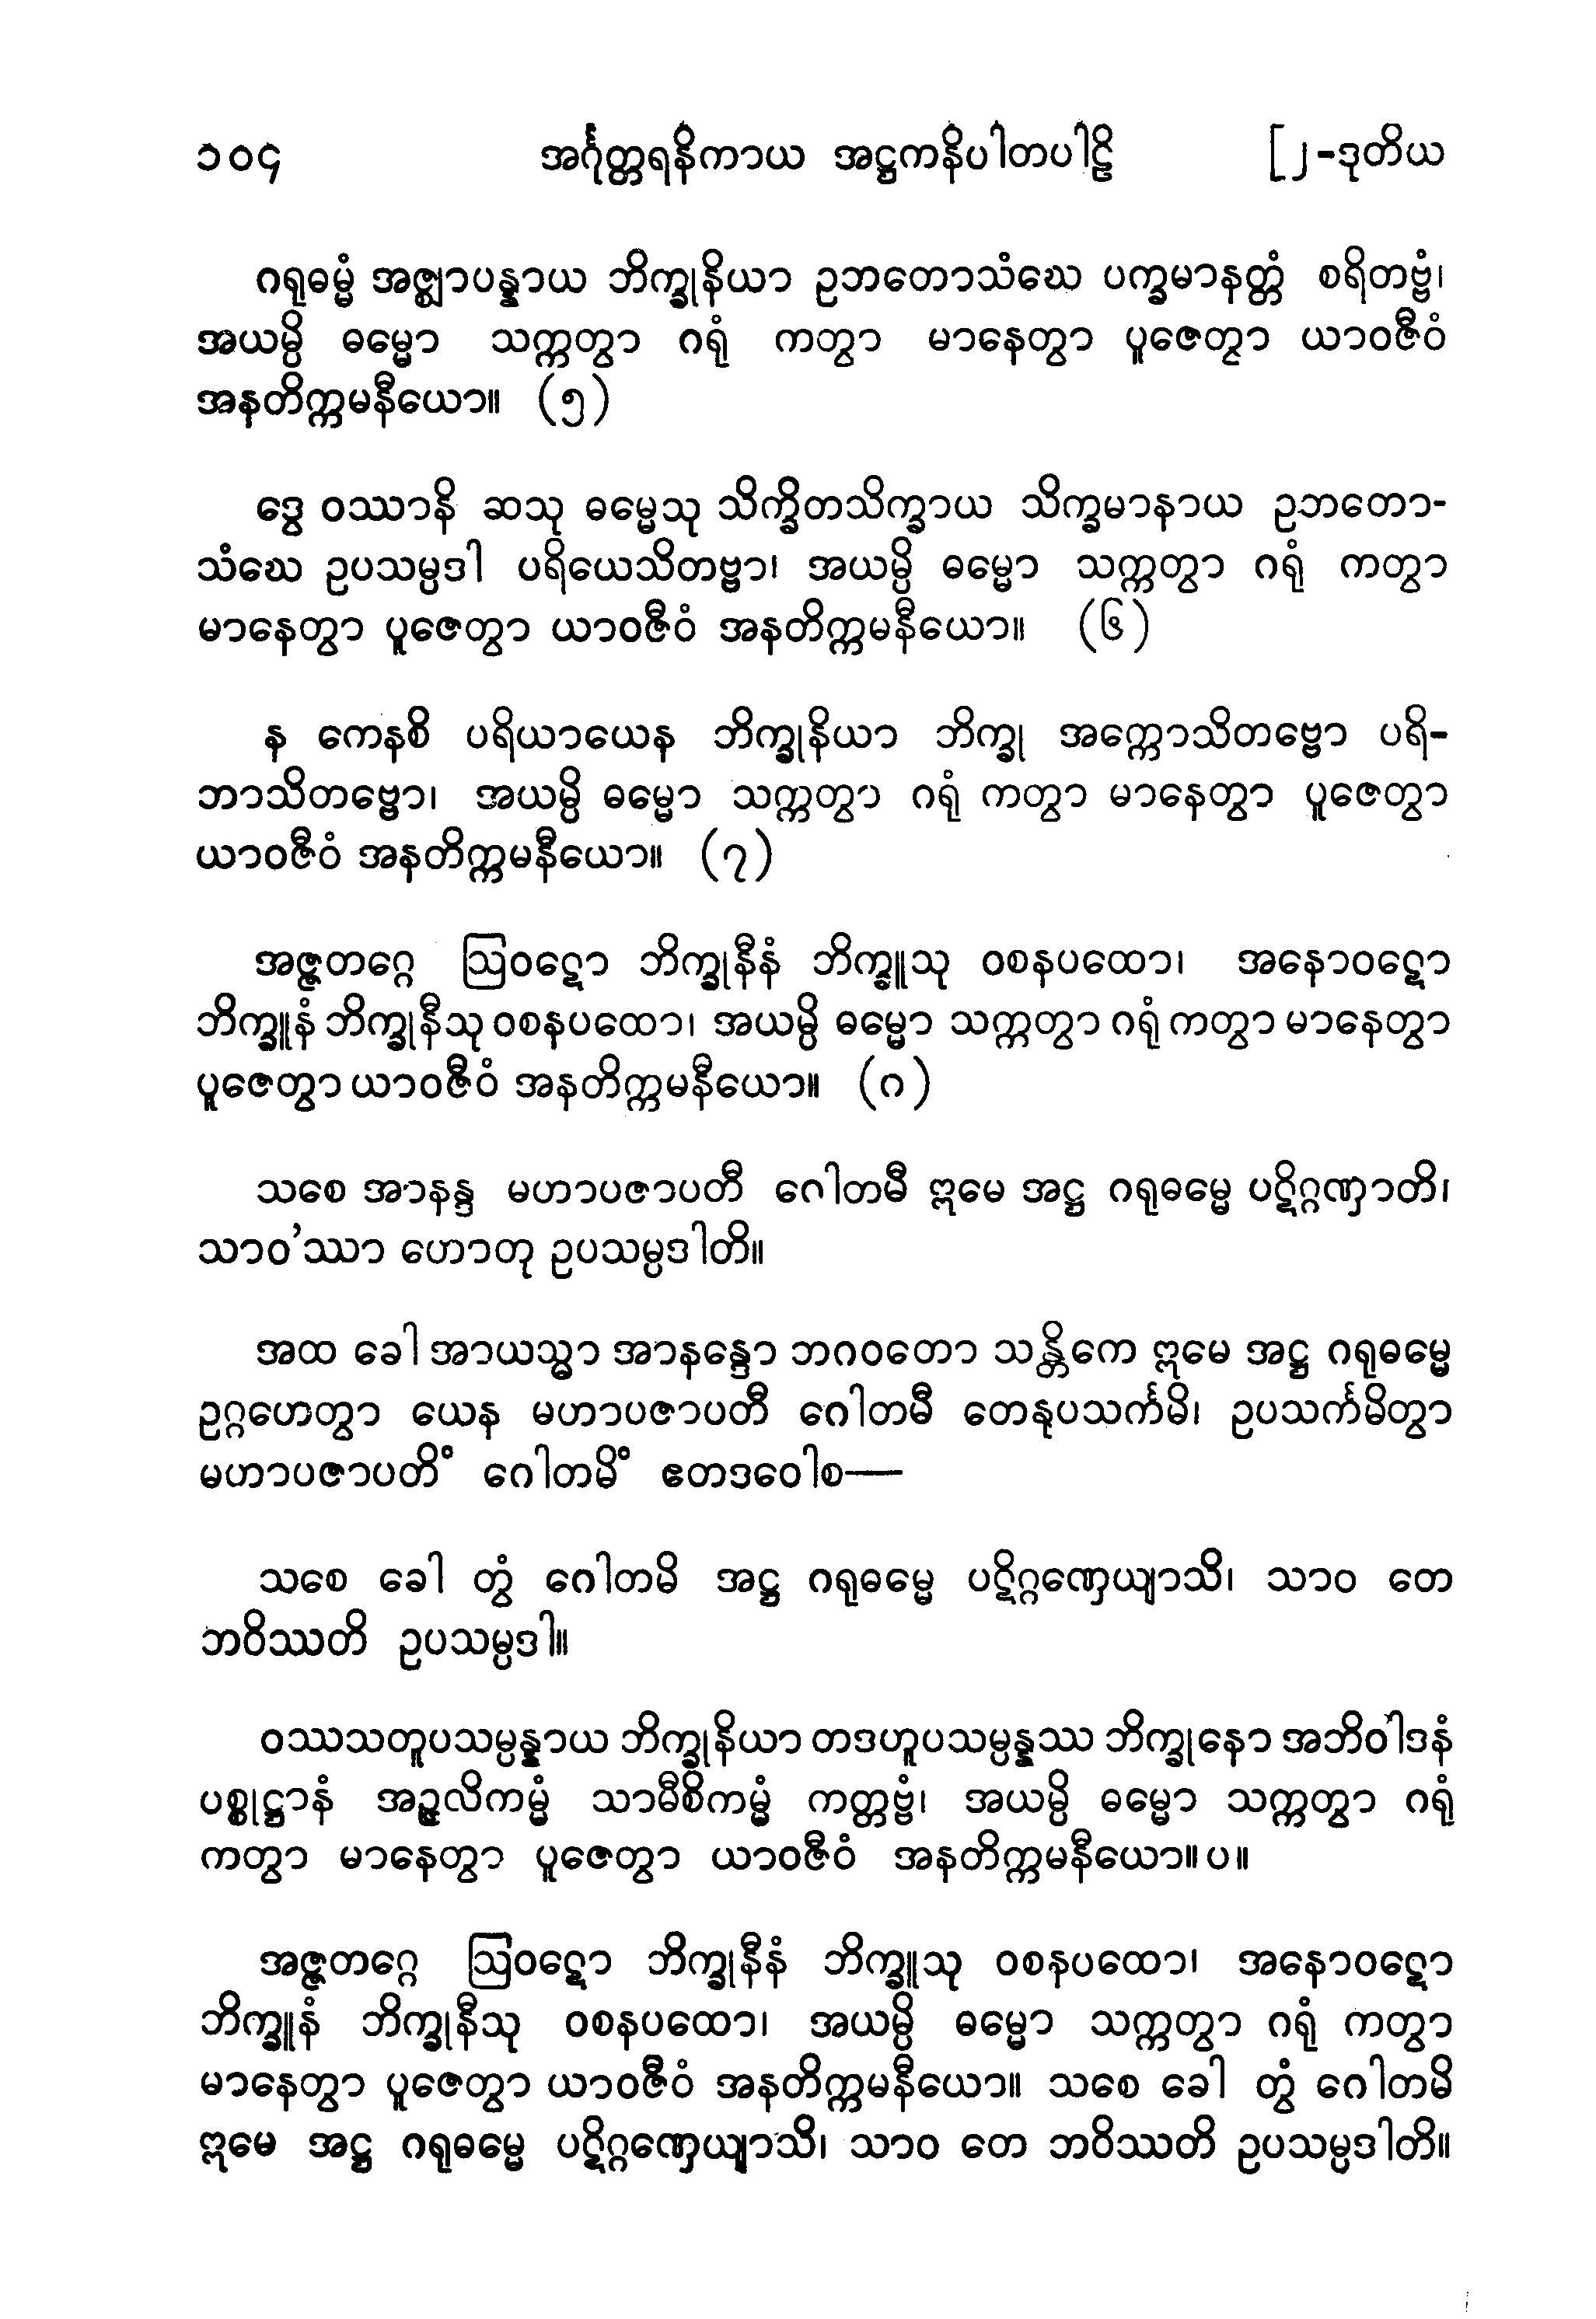 ၁၀၄ အင်္ဂုတ္တရနိကာယ အဋ္ဌကနိပါတပါဠိ [၂-ဒုတိယ
ဂရုဓမ္မံ အဇ္ဈာပန္နာယ ဘိက္ခုနိယာ ဥဘတောသံဃေ ပက္ခမာနတ္တံ စရိတဗ္ဗံ၊
အယမ္ပိ ဓမ္မော သက္ကတွာ ဂရုံ ကတွာ မာနေတွာ ပူဇေတွာ ယာဝဇီဝံ
အနတိက္ကမနီယော။ (၅)
ဒွေ ဝဿာနိ ဆသု ဓမ္မေသု သိက္ခိတသိက္ခာယ သိက္ခမာနာယ ဥဘတော-
သံဃေ ဥပသမ္ပဒါ ပရိယေသိတဗ္ဗာ၊ အယမ္ပိ ဓမ္မော သက္ကတွာ ဂရုံ ကတွာ
မာနေတွာ ပူဇေတွာ ယာဝဇီဝံ အနတိက္ကမနီယော။ (၆)
န ကေနစိ ပရိယာယေန ဘိက္ခုနိယာ ဘိက္ခု အက္ကောသိတဗ္ဗော ပရိ-
ဘာသိတဗ္ဗော၊ အယမ္ပိ ဓမ္မော သက္ကတွာ ဂရုံ ကတွာ မာနေတွာ ပူဇေတွာ
ယာဝဇီဝံ အနတိက္ကမနီယော။ (၇)
အဇ္ဇတဂ္ဂေ ဩဝဋော ဘိက္ခုနီနံ ဘိက္ခူသု ဝစနပထော၊ အနောဝဋော
ဘိက္ခူနံ ဘိက္ခုနီသု ဝစနပထော၊ အယမ္ပိ ဓမ္မော သက္ကတွာ ဂရုံ ကတွာ မာနေတွာ
ပူဇေတွာ ယာဝဇီဝံ အနတိက္ကမနီယော။ (၈)
သစေ အာနန္ဒ မဟာပဇာပတီ ဂေါတမီ ဣမေ အဋ္ဌ ဂရုဓမ္မေ ပဋိဂ္ဂဏှာတိ၊
သာဝ’ဿာ ဟောတု ဥပသမ္ပဒါတိ။
အထ ခေါ အာယသ္မာ အာနန္ဒော ဘဂဝတော သန္တိကေ ဣမေ အဋ္ဌ ဂရုဓမ္မေ
ဥဂ္ဂဟေတွာ ယေန မဟာပဇာပတီ ဂေါတမီ တေနုပသင်္ကမိ၊ ဥပသင်္ကမိတွာ
မဟာပဇာပတိံ ဂေါတမိံ ဧတဒဝေါစ—
သစေ ခေါ တွံ ဂေါတမိ အဋ္ဌ ဂရုဓမ္မေ ပဋိဂ္ဂဏှေယျာသိ၊ သာဝ တေ
ဘဝိဿတိ ဥပသမ္ပဒါ။
ဝဿသတူပသမ္ပန္နာယ ဘိက္ခုနိယာ တဒဟူပသမ္ပန္နဿ ဘိက္ခုနော အဘိဝါဒနံ
ပစ္စုဋ္ဌာနံ အဉ္ဇလိကမ္မံ သာမီစိကမ္မံ ကတ္တဗ္ဗံ၊ အယမ္ပိ ဓမ္မော သက္ကတွာ ဂရုံ
ကတွာ မာနေတွာ ပူဇေတွာ ယာဝဇီဝံ အနတိက္ကမနီယော။ ပ။
အဇ္ဇတဂ္ဂေ ဩဝဋော ဘိက္ခုနီနံ ဘိက္ခူသု ဝစနပထော၊ အနောဝဋော
ဘိက္ခူနံ ဘိက္ခုနီသု ဝစနပထော၊ အယမ္ပိ ဓမ္မော သက္ကတွာ ဂရုံ ကတွာ
မာနေတွာ ပူဇေတွာ ယာဝဇီဝံ အနတိက္ကမနီယော။ သစေ ခေါ တွံ ဂေါတမိ
ဣမေ အဋ္ဌ ဂရုဓမ္မေ ပဋိဂ္ဂဏှေယျာသိ၊ သာဝ တေ ဘဝိဿတိ ဥပသမ္ပဒါတိ။